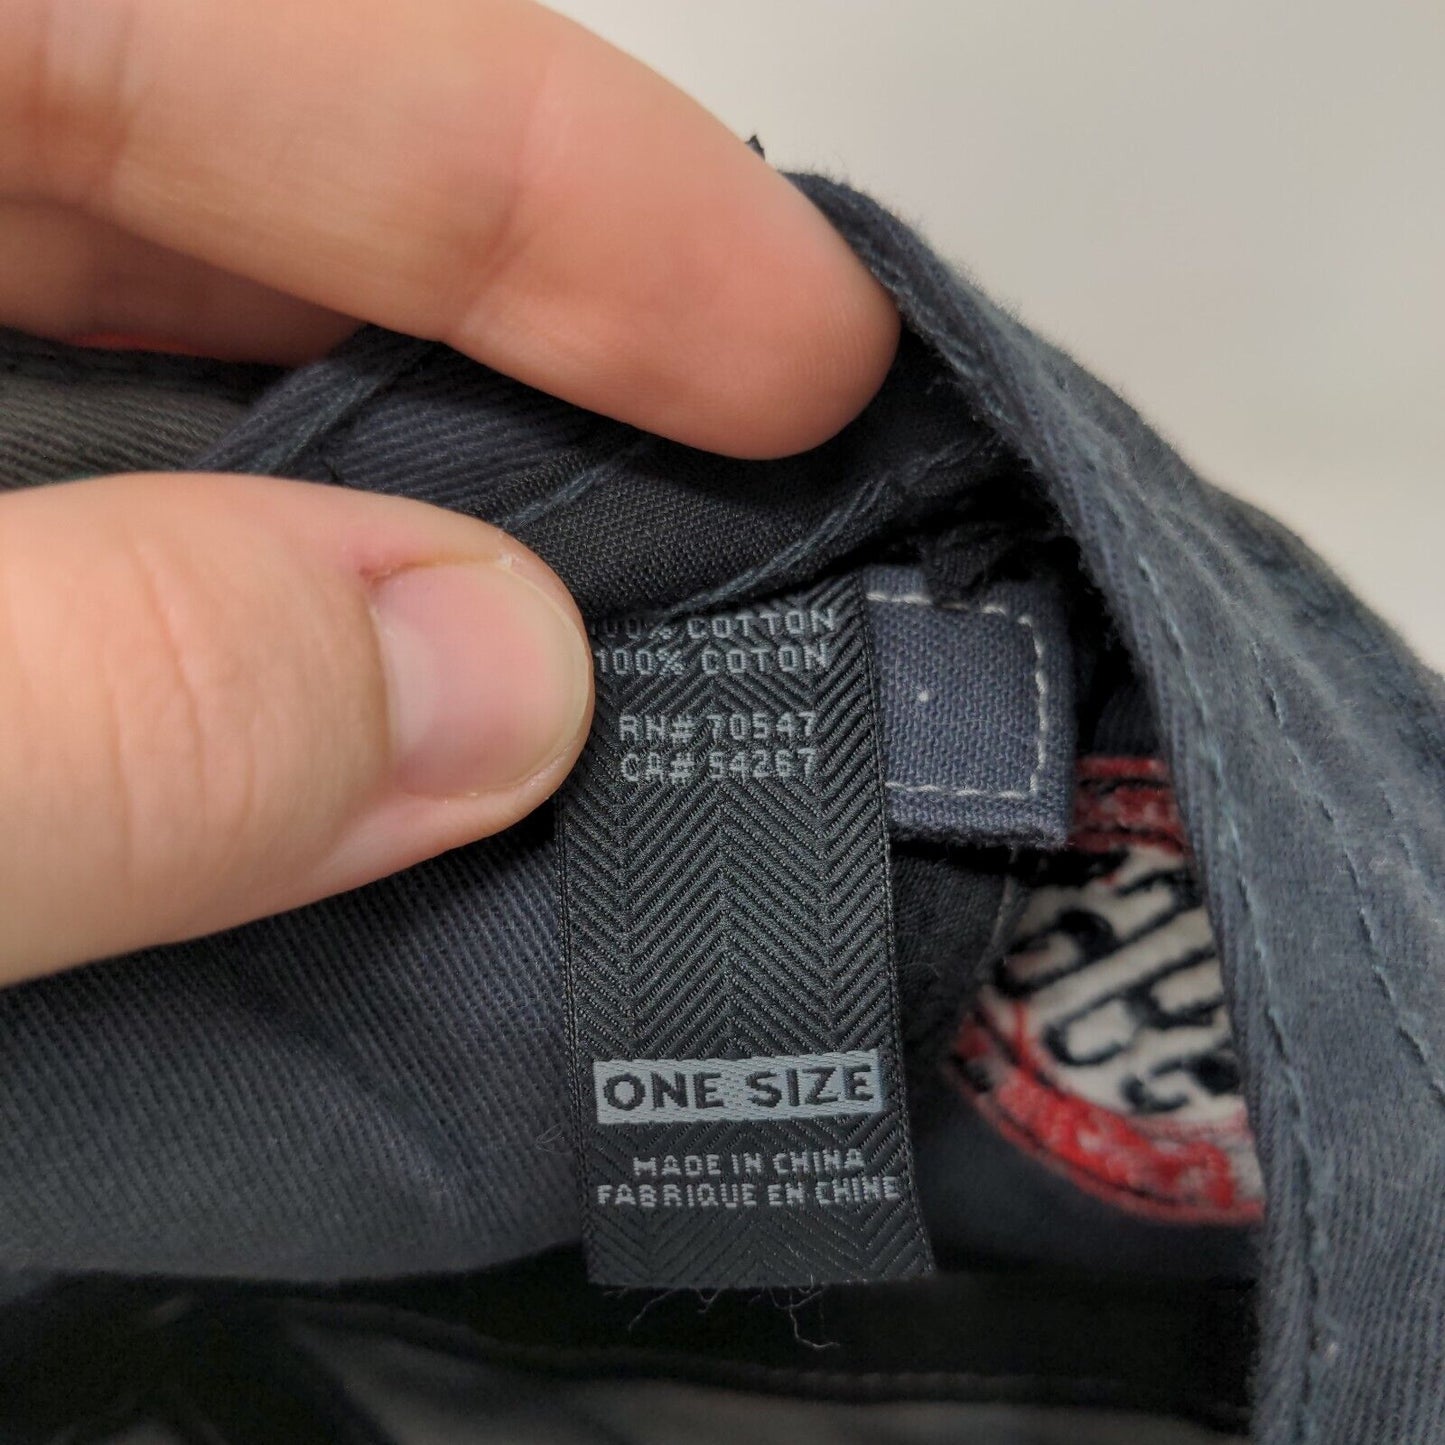 100% COTTON
100% COTON
RN# 70547
CA# 54267
ONE SIZE
MADE IN CHINA
FABRIQUE EN CHINE